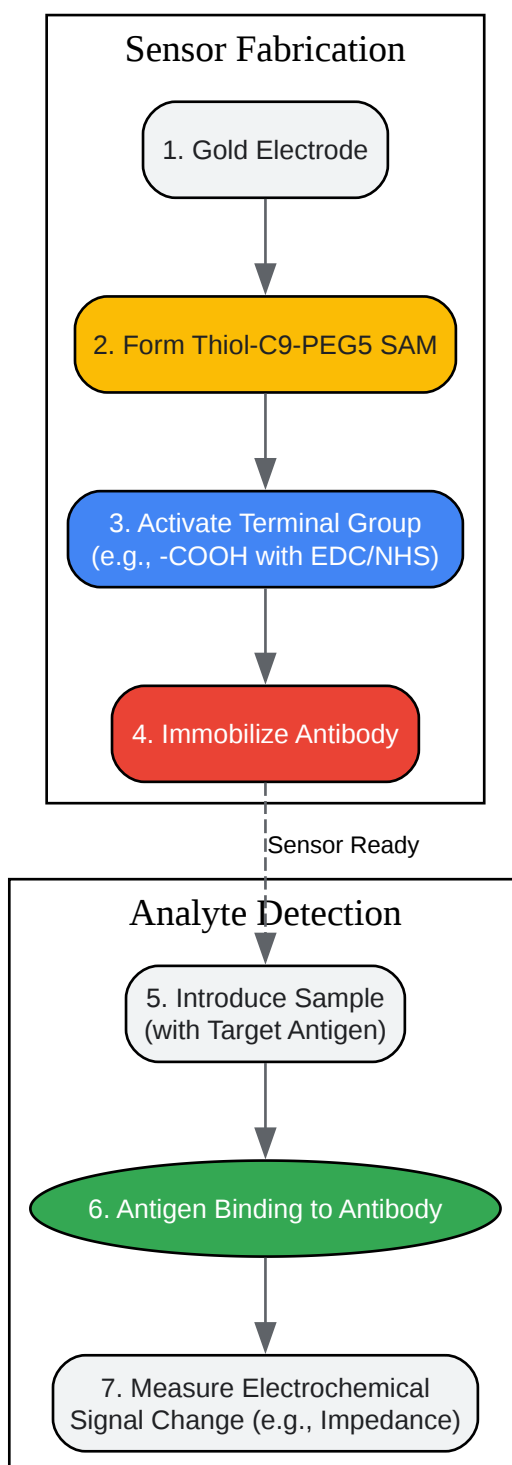 Sensor Fabrication
1. Gold Electrode
2. Form Thiol-C9-PEG5 SAM
3. Activate Terminal Group
(e.g., -COOH with EDC/NHS)
4. Immobilize Antibody
Sensor Ready
Analyte Detection
5. Introduce Sample
(with Target Antigen)
6. Antigen Binding to Antibody
7. Measure Electrochemical
Signal Change (e.g., Impedance)